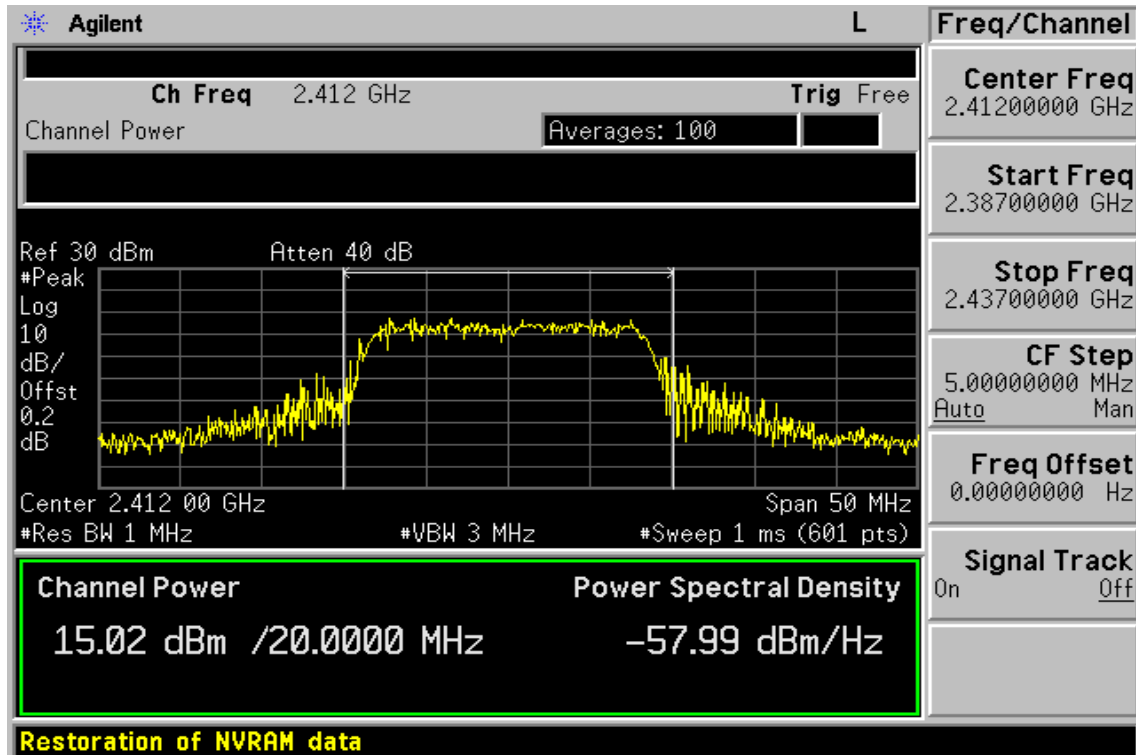 Agilent L
Ch Freq 2.412 GHz Trig Free
Channel Power Averages: 100
Ref 30 dBm Atten 40 dB
#Peak
Log
10
dB/
Offst
0.2
dB
Center 2.412 00 GHz Span 50 MHz
#Res BW 1 MHz #VBW 3 MHz #Sweep 1 ms (601 pts)
Channel Power Power Spectral Density
15.02 dBm /20.0000 MHz -57.99 dBm/Hz
Restoration of NVRAM data
Freq/Channel
Center Freq
2.41200000 GHz
Start Freq
2.38700000 GHz
Stop Freq
2.43700000 GHz
CF Step
5.00000000 MHz
Auto Man
Freq Offset
0.00000000 Hz
Signal Track
On Off